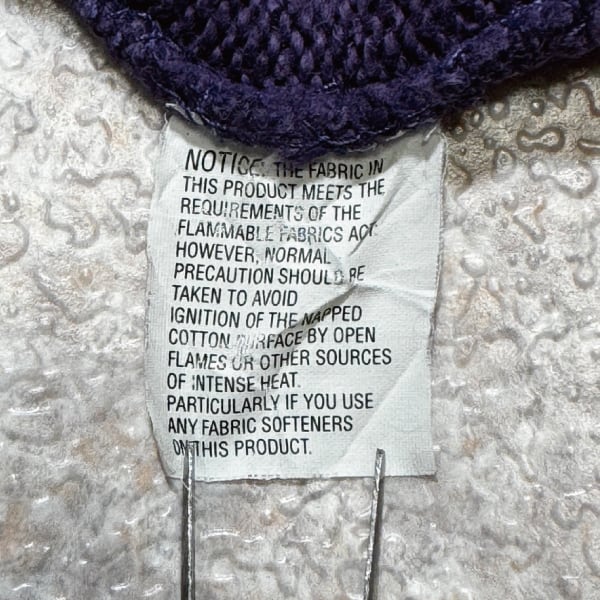 NOTICE: THE FABRIC IN
THIS PRODUCT MEETS THE
REQUIREMENTS OF THE
FLAMMABLE FABRICS ACT
HOWEVER, NORMAL
PRECAUTION SHOULD BE
TAKEN TO AVOID
IGNITION OF THE NAPPED
COTTON SURFACE BY OPEN
FLAMES OR OTHER SOURCES
OF INTENSE HEAT.
PARTICULARLY IF YOU USE
ANY FABRIC SOFTENERS
ON THIS PRODUCT.